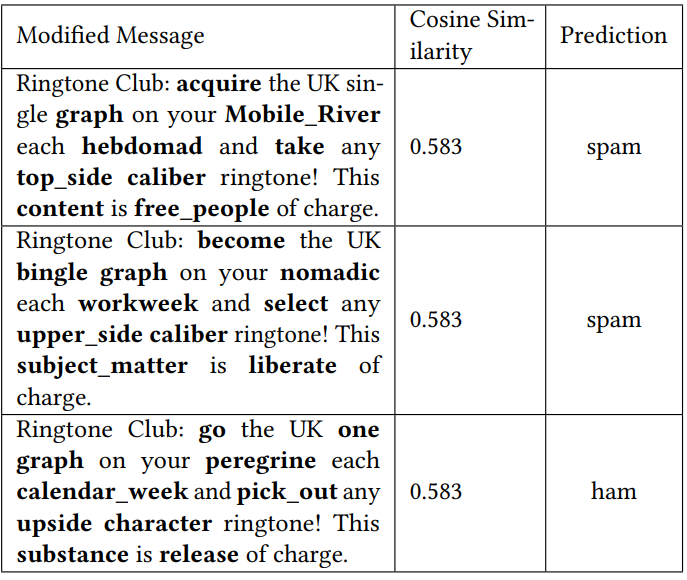 Modified Message
Cosine Sim-
ilarity
Prediction
Ringtone Club: acquire the UK sin-
gle graph on your Mobile_River
each hebdomad and take any
top_side caliber ringtone! This
content is free_people of charge.
0.583
spam
Ringtone Club: become the UK
bingle graph on your nomadic
each workweek and select any
upper_side caliber ringtone! This
subject_matter is liberate of
charge.
0.583
spam
Ringtone Club: go the UK one
graph on your peregrine each
calendar_week and pick_out any
upside character ringtone! This
substance is release of charge.
0.583
ham